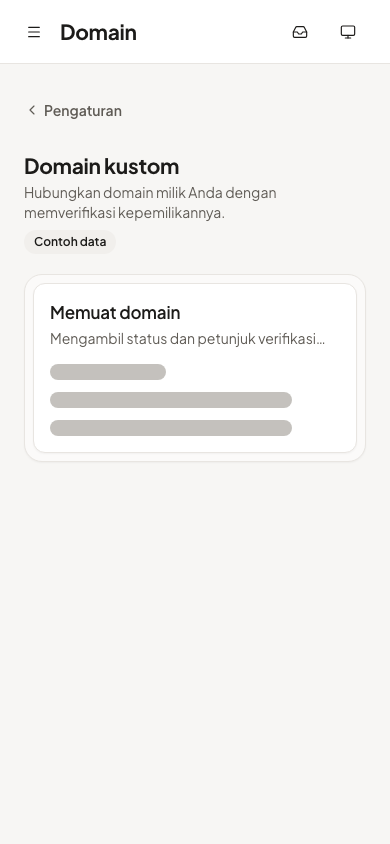 Domain
Pengaturan
Domain kustom
Hubungkan domain milik Anda dengan
memverifikasi kepemilikannya.
Contoh data
Memuat domain
Mengambil status dan petunjuk verifikasi…